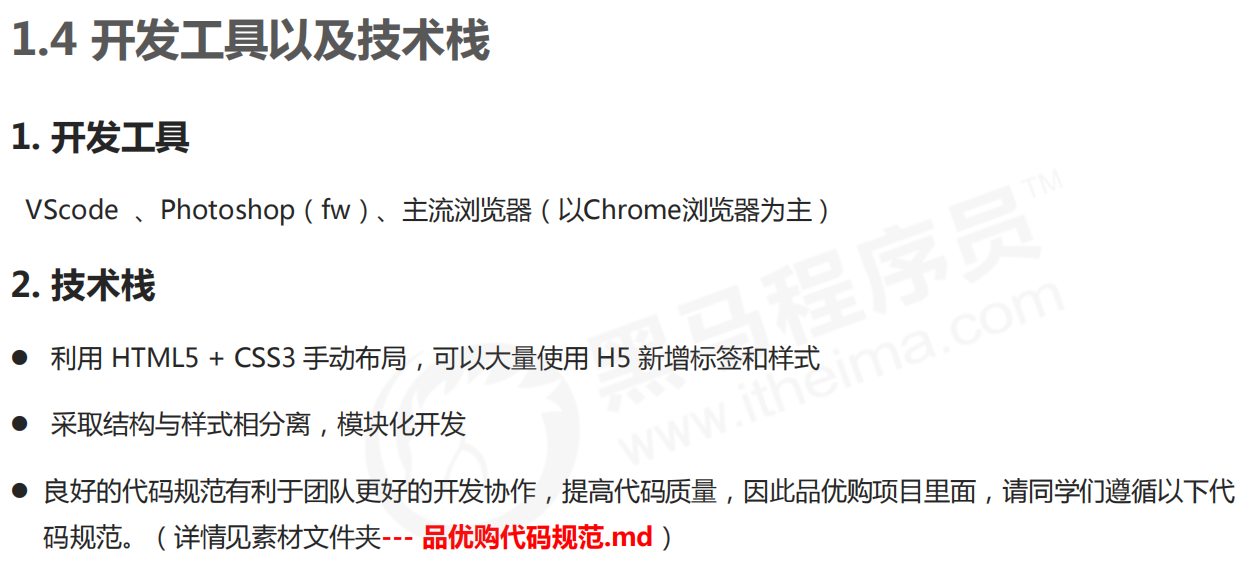 1.4 开发工具以及技术栈
1. 开发工具
VScode 、Photoshop（fw）、主流浏览器（以Chrome浏览器为主）
2. 技术栈
● 利用 HTML5 + CSS3 手动布局，可以大量使用 H5 新增标签和样式
● 采取结构与样式相分离，模块化开发
● 良好的代码规范有利于团队更好的开发协作，提高代码质量，因此品优购项目里面，请同学们遵循以下代
码规范。（详情见素材文件夹--- 品优购代码规范.md）
黑马程序员™
www.itheima.com